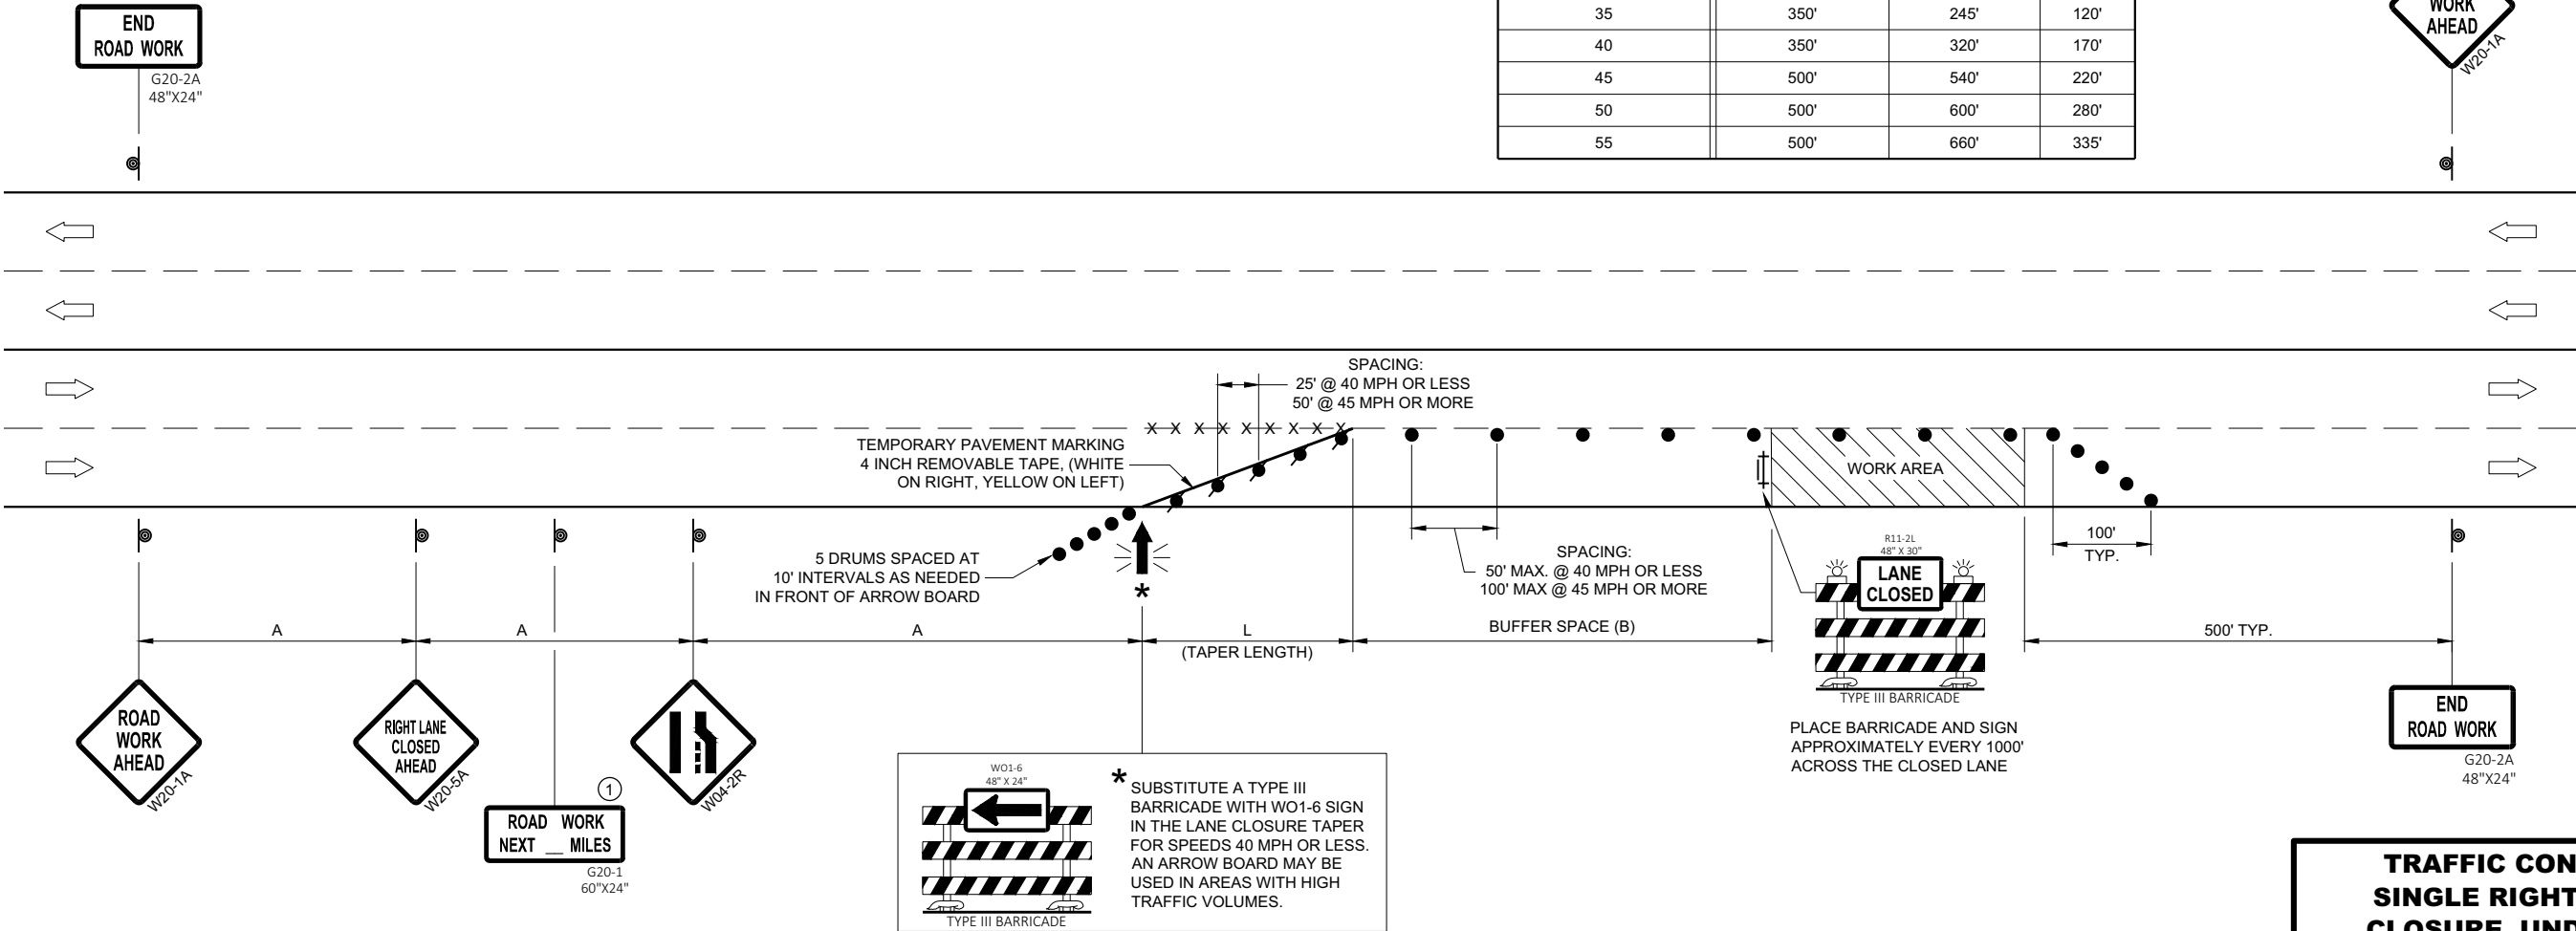 END
ROAD WORK
G20-2A
48"X24"
35 350' 245' 120'
40 350' 320' 170'
45 500' 540' 220'
50 500' 600' 280'
55 500' 660' 335'
WORK
AHEAD
W20-1A
SPACING:
25' @ 40 MPH OR LESS
50' @ 45 MPH OR MORE
X X X X X X X X X
TEMPORARY PAVEMENT MARKING
4 INCH REMOVABLE TAPE, (WHITE
ON RIGHT, YELLOW ON LEFT)
WORK AREA
5 DRUMS SPACED AT
10' INTERVALS AS NEEDED
IN FRONT OF ARROW BOARD
*
SPACING:
50' MAX. @ 40 MPH OR LESS
100' MAX @ 45 MPH OR MORE
R11-2L
48" X 30"
LANE
CLOSED
TYPE III BARRICADE
100'
TYP.
A
A
A
L
(TAPER LENGTH)
BUFFER SPACE (B)
500' TYP.
PLACE BARRICADE AND SIGN
APPROXIMATELY EVERY 1000'
ACROSS THE CLOSED LANE
ROAD
WORK
AHEAD
W20-1A
RIGHT LANE
CLOSED
AHEAD
W20-5A
1
ROAD WORK
NEXT __ MILES
G20-1
60"X24"
W04-2R
WO1-6
48" X 24"
TYPE III BARRICADE
* SUBSTITUTE A TYPE III
BARRICADE WITH WO1-6 SIGN
IN THE LANE CLOSURE TAPER
FOR SPEEDS 40 MPH OR LESS.
AN ARROW BOARD MAY BE
USED IN AREAS WITH HIGH
TRAFFIC VOLUMES.
END
ROAD WORK
G20-2A
48"X24"
TRAFFIC CON
SINGLE RIGHT
CLOSURE, UND